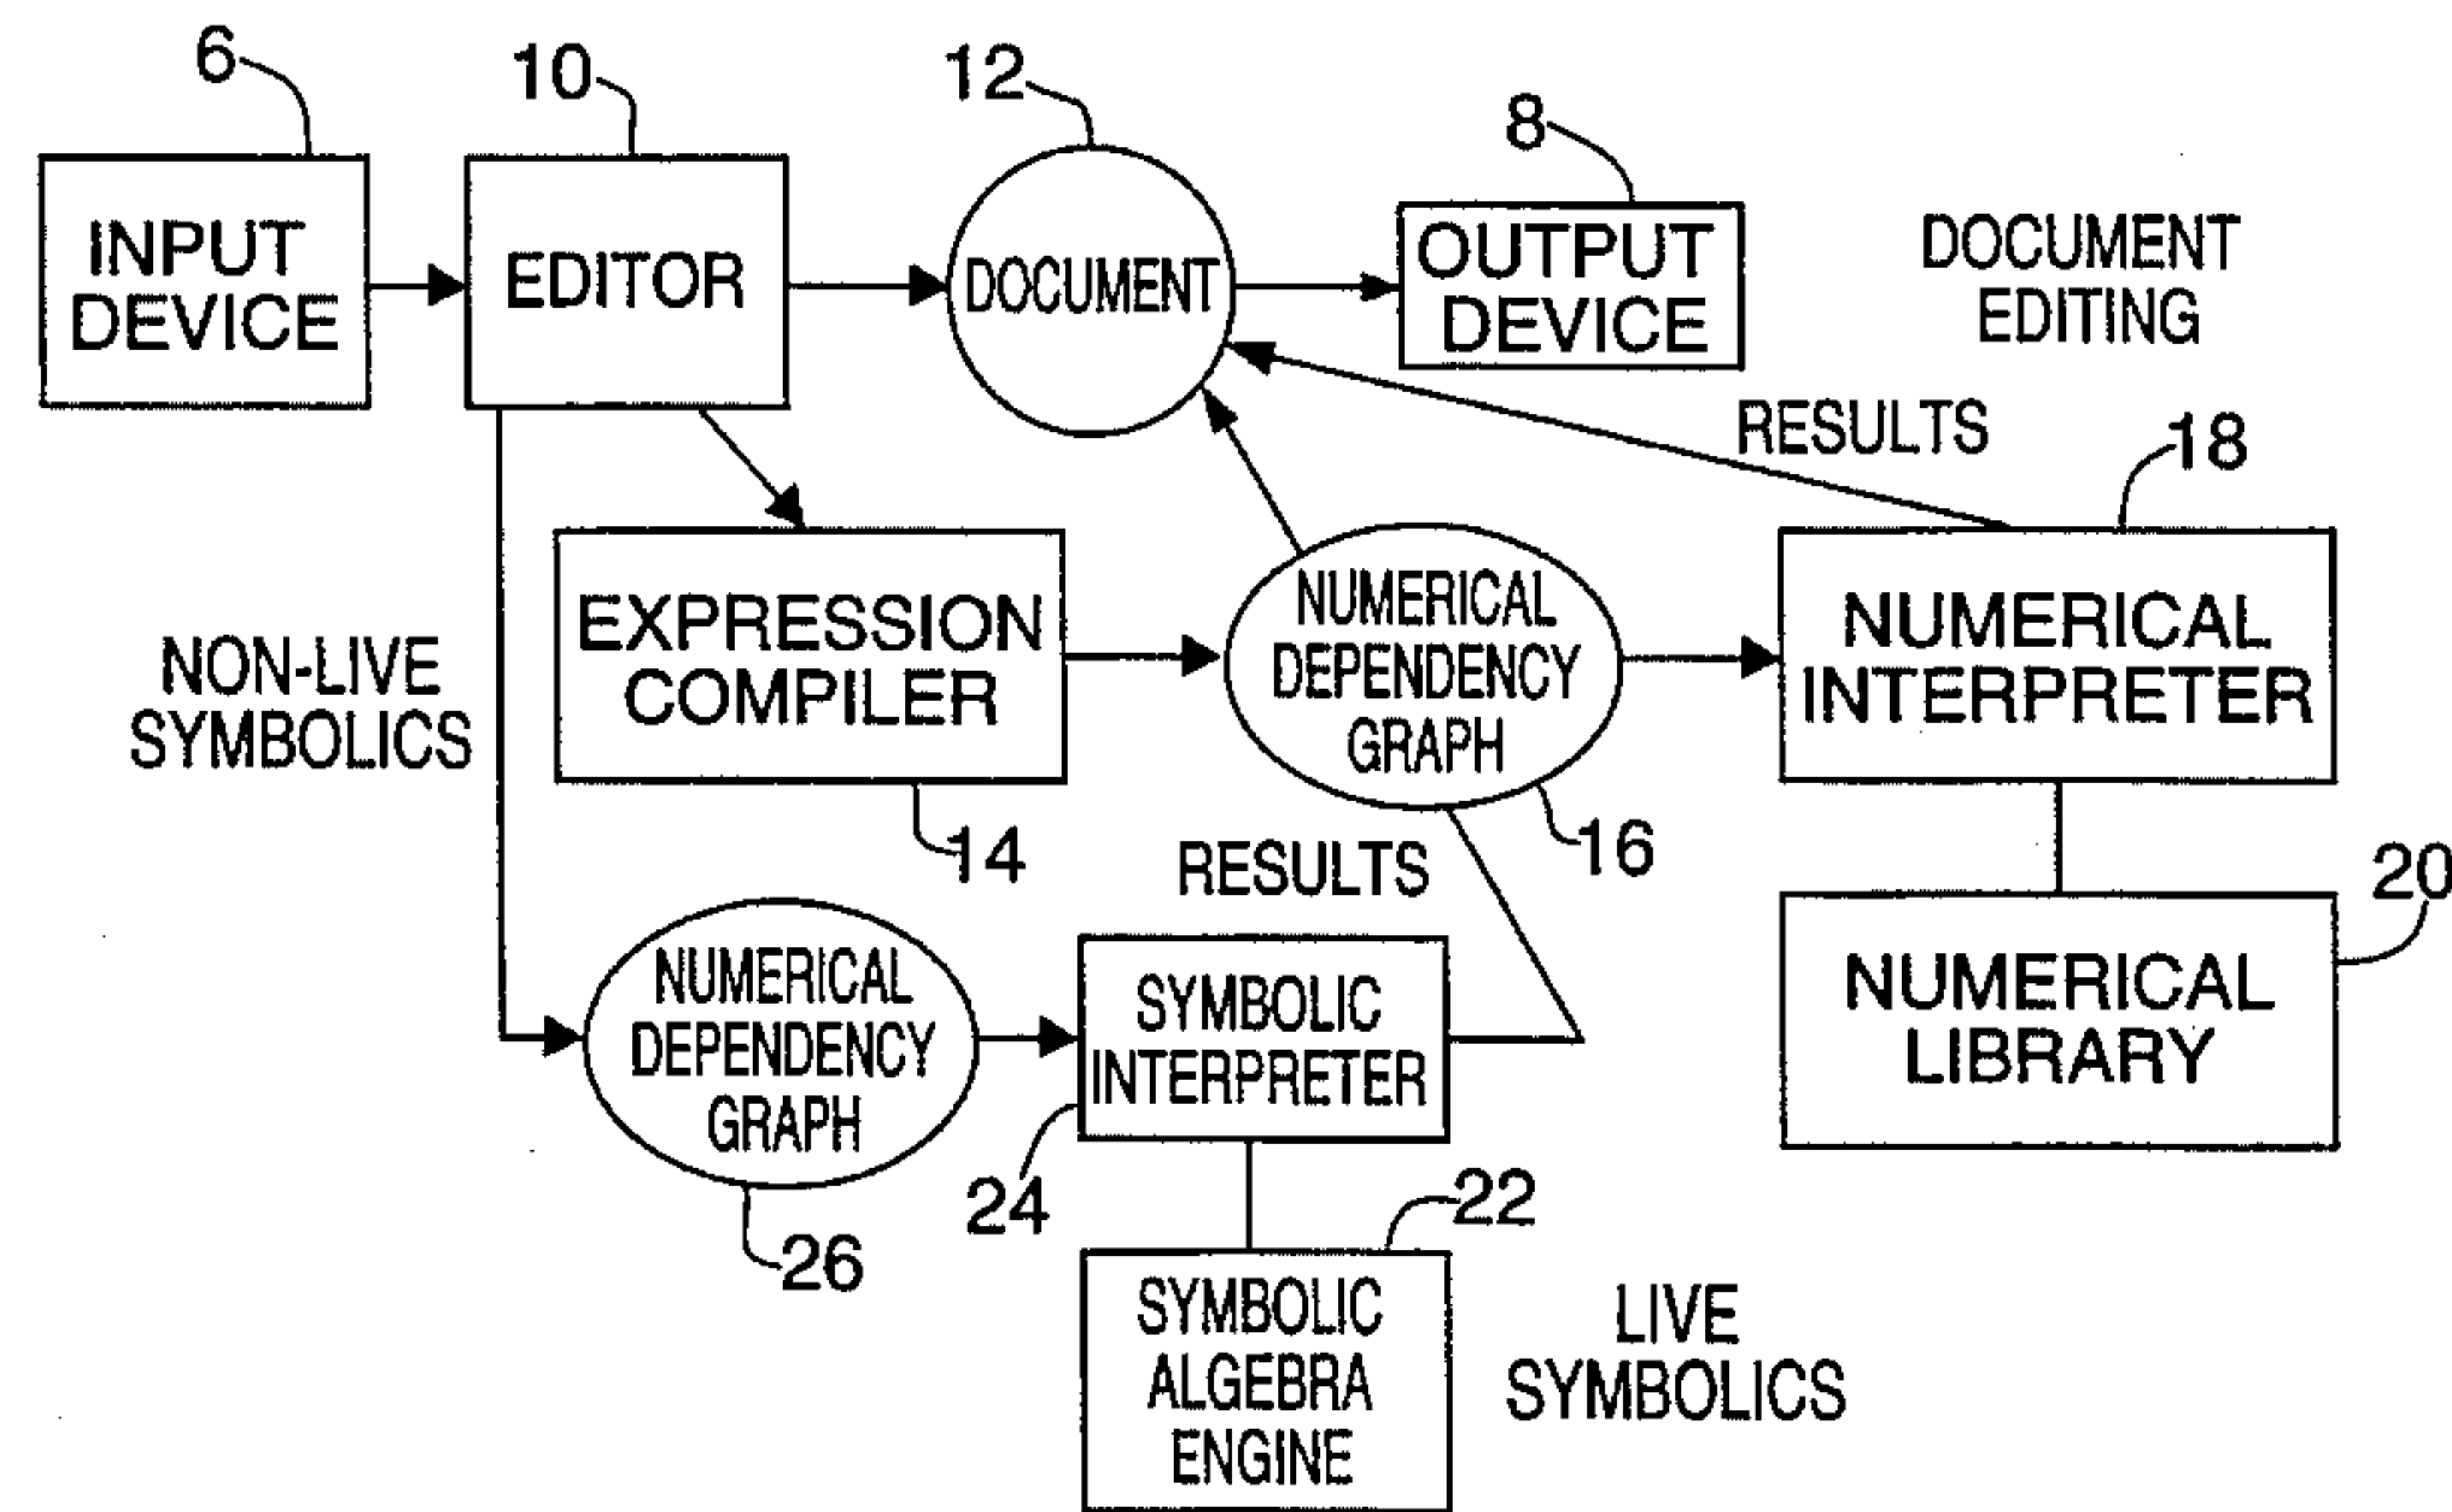 6
10
12
8
INPUT
DEVICE
EDITOR
DOCUMENT
OUTPUT
DEVICE
DOCUMENT
EDITING
RESULTS
18
NON-LIVE
SYMBOLICS
EXPRESSION
COMPILER
14
NUMERICAL
DEPENDENCY
GRAPH
16
NUMERICAL
INTERPRETER
RESULTS
20
NUMERICAL
LIBRARY
NUMERICAL
DEPENDENCY
GRAPH
26
SYMBOLIC
INTERPRETER
24
22
SYMBOLIC
ALGEBRA
ENGINE
LIVE
SYMBOLICS